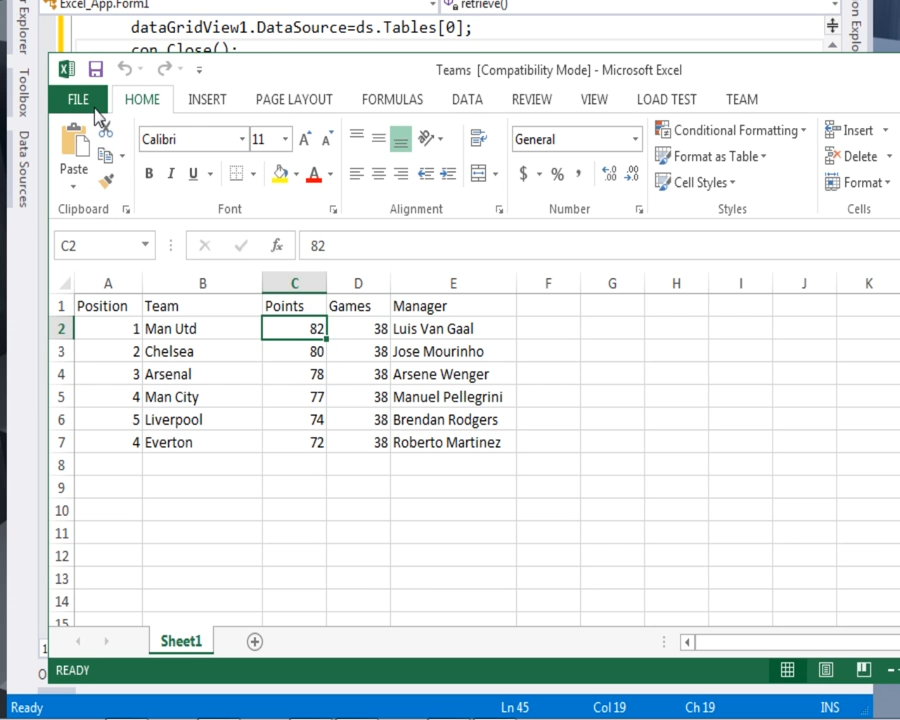 Excel_App.Form1
retrieve()
dataGridView1.DataSource=ds.Tables[0];
con.Close();
Explorer
Toolbox
Data Sources
Teams [Compatibility Mode] - Microsoft Excel
FILE HOME INSERT PAGE LAYOUT FORMULAS DATA REVIEW VIEW LOAD TEST TEAM
Calibri 11 General Conditional Formatting Insert
Format as Table Delete
Paste B I U $ % , Cell Styles Format
Clipboard Font Alignment Number Styles Cells
C2 fx 82
A B C D E F G H I J K
1 Position Team Points Games Manager
2 1 Man Utd 82 38 Luis Van Gaal
3 2 Chelsea 80 38 Jose Mourinho
4 3 Arsenal 78 38 Arsene Wenger
5 4 Man City 77 38 Manuel Pellegrini
6 5 Liverpool 74 38 Brendan Rodgers
7 4 Everton 72 38 Roberto Martinez
8
9
10
11
12
13
14
15
Sheet1
READY
Ready Ln 45 Col 19 Ch 19 INS